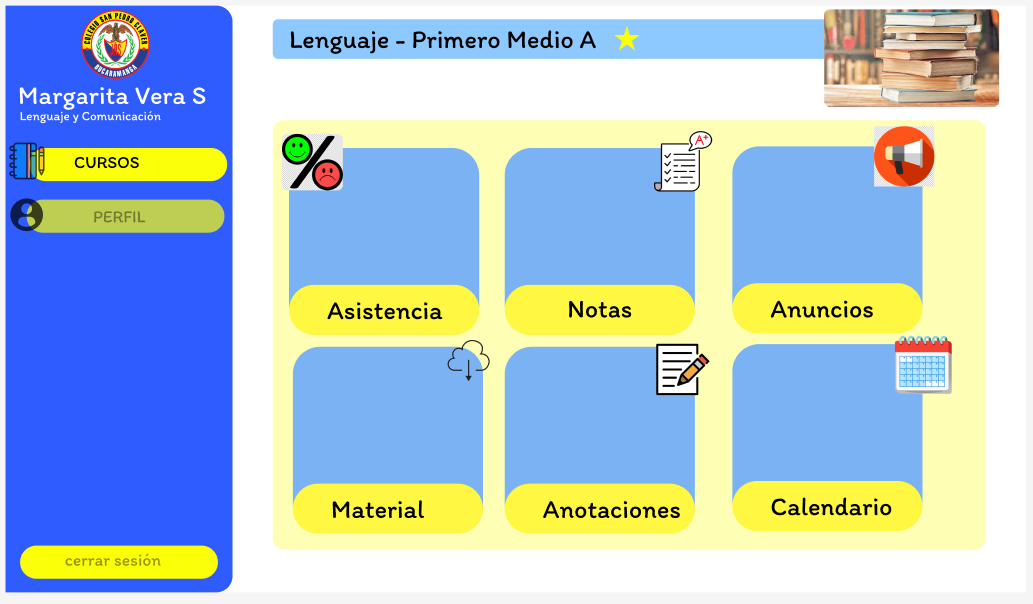 COLEGIO SAN PEDRO CLAVER
BUCARAMANGA
Margarita Vera S
Lenguaje y Comunicación
CURSOS
PERFIL
cerrar sesión
Lenguaje - Primero Medio A
A+
Asistencia
Notas
Anuncios
Material
Anotaciones
Calendario